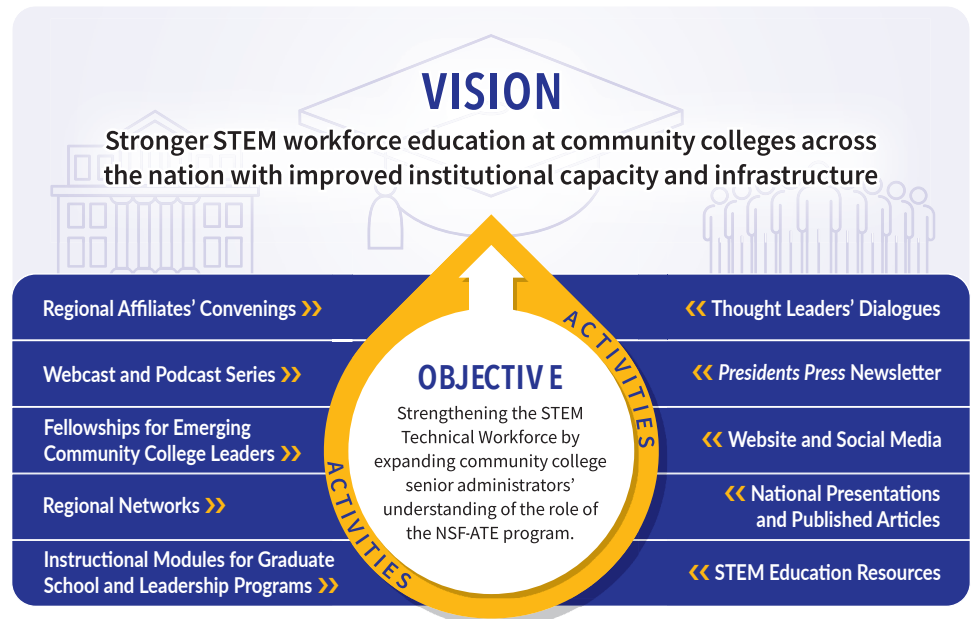 VISION
Stronger STEM workforce education at community colleges across
the nation with improved institutional capacity and infrastructure
Regional Affiliates’ Convenings »
Webcast and Podcast Series »
Fellowships for Emerging
Community College Leaders »
Regional Networks »
Instructional Modules for Graduate
School and Leadership Programs »
ACTIVITIES
OBJECTIVE
Strengthening the STEM
Technical Workforce by
expanding community college
senior administrators’
understanding of the role of
the NSF-ATE program.
ACTIVITIES
« Thought Leaders’ Dialogues
« Presidents Press Newsletter
« Website and Social Media
« National Presentations
and Published Articles
« STEM Education Resources